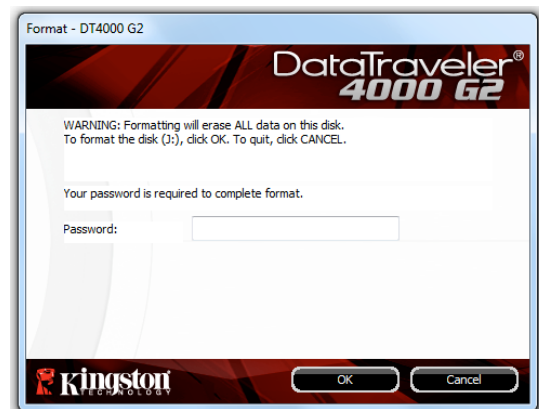 Format - DT4000 G2
DataTraveler®
4000 G2
WARNING: Formatting will erase ALL data on this disk.
To format the disk (J:), click OK. To quit, click CANCEL.
Your password is required to complete format.
Password:
Kingston
TECHNOLOGY
OK
Cancel